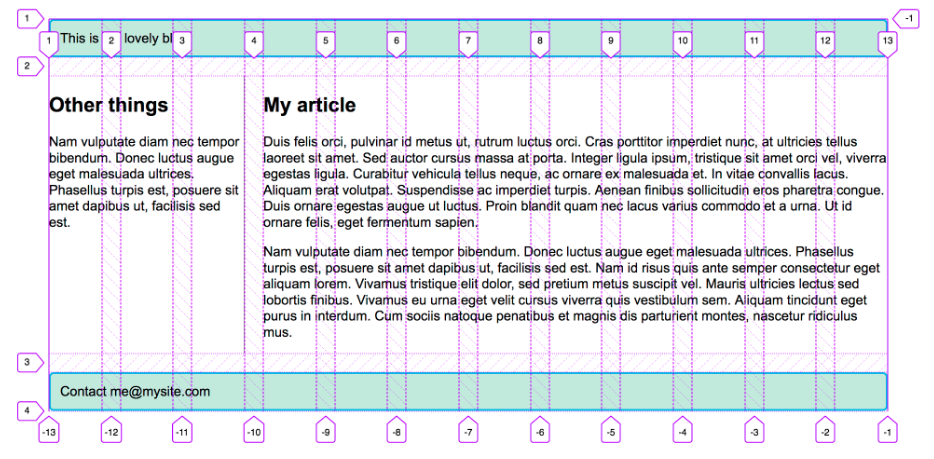 1 -1
This is lovely bl
1 2 3 4 5 6 7 8 9 10 11 12 13
2
Other things
Nam vulputate diam nec tempor
bibendum. Donec luctus augue
eget malesuada ultrices.
Phasellus turpis est, posuere sit
amet dapibus ut, facilisis sed
est.
My article
Duis felis orci, pulvinar id metus ut, rutrum luctus orci. Cras porttitor imperdiet nunc, at ultricies tellus
laoreet sit amet. Sed auctor cursus massa at porta. Integer ligula ipsum, tristique sit amet orci vel, viverra
egestas ligula. Curabitur vehicula tellus neque, ac ornare ex malesuada et. In vitae convallis lacus.
Aliquam erat volutpat. Suspendisse ac imperdiet turpis. Aenean finibus sollicitudin eros pharetra congue.
Duis ornare egestas augue ut luctus. Proin blandit quam nec lacus varius commodo et a urna. Ut id
ornare felis, eget fermentum sapien.
Nam vulputate diam nec tempor bibendum. Donec luctus augue eget malesuada ultrices. Phasellus
turpis est, posuere sit amet dapibus ut, facilisis sed est. Nam id risus quis ante semper consectetur eget
aliquam lorem. Vivamus tristique elit dolor, sed pretium metus suscipit vel. Mauris ultricies lectus sed
lobortis finibus. Vivamus eu urna eget velit cursus viverra quis vestibulum sem. Aliquam tincidunt eget
purus in interdum. Cum sociis natoque penatibus et magnis dis parturient montes, nascetur ridiculus
mus.
3
Contact me@mysite.com
4
-13 -12 -11 -10 -9 -8 -7 -6 -5 -4 -3 -2 -1